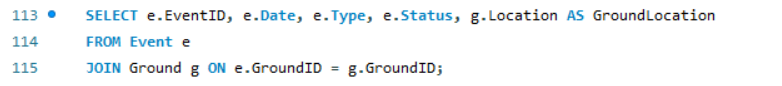 113 SELECT e.EventID, e.Date, e.Type, e.Status, g.Location AS GroundLocation
114 FROM Event e
115 JOIN Ground g ON e.GroundID = g.GroundID;